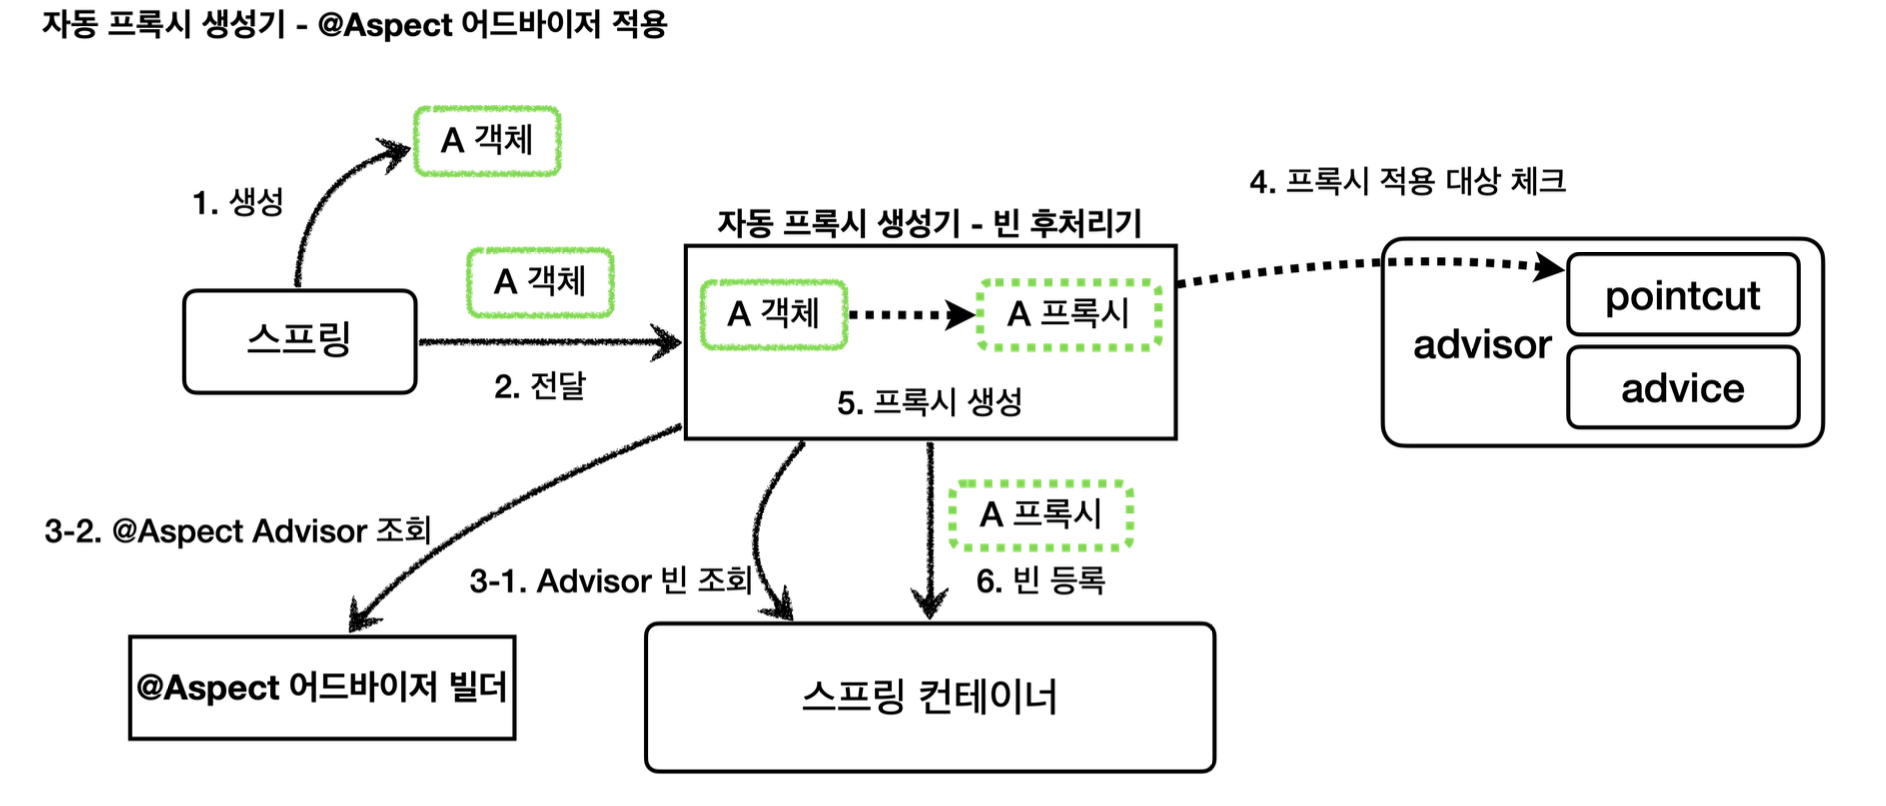 자동 프록시 생성기 - @Aspect 어드바이저 적용
A 객체
1. 생성
4. 프록시 적용 대상 체크
자동 프록시 생성기 - 빈 후처리기
A 객체
스프링
2. 전달
A 객체
A 프록시
5. 프록시 생성
advisor
pointcut
advice
3-2. @Aspect Advisor 조회
3-1. Advisor 빈 조회
A 프록시
6. 빈 등록
@Aspect 어드바이저 빌더
스프링 컨테이너